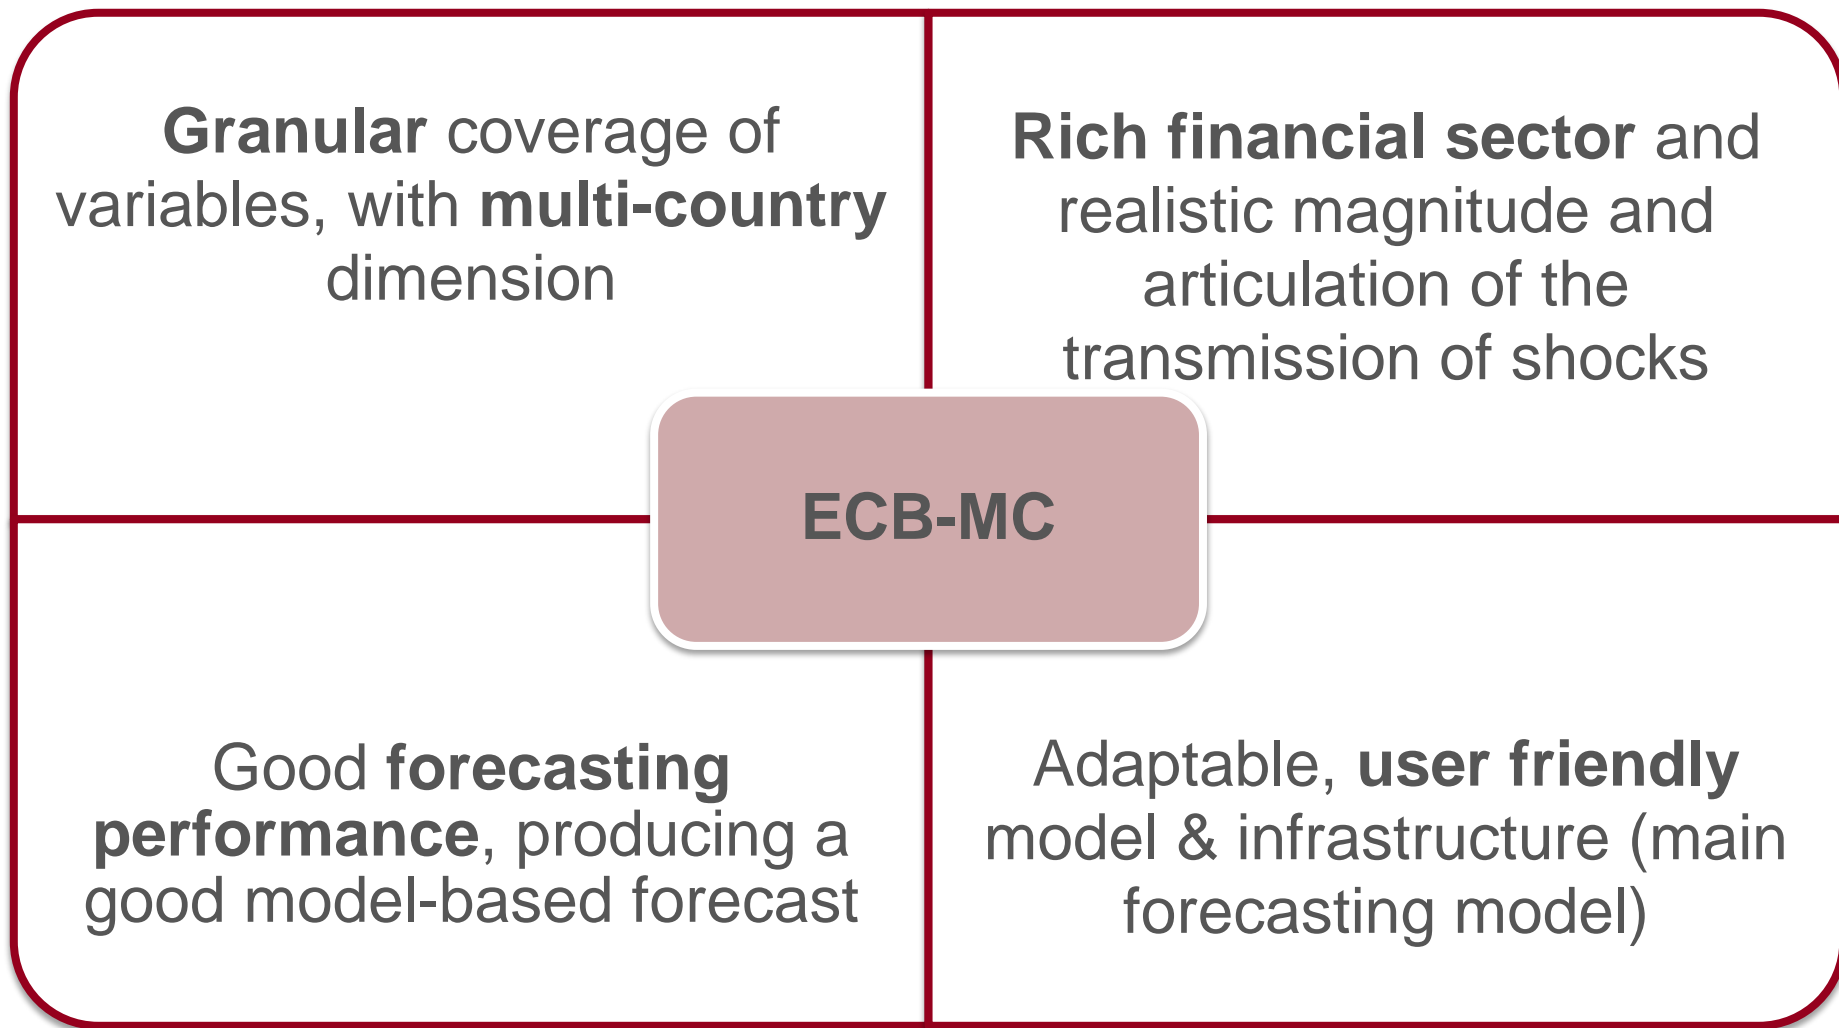 Granular coverage of
variables, with multi-country
dimension
Rich financial sector and
realistic magnitude and
articulation of the
transmission of shocks
ECB-MC
Good forecasting
performance, producing a
good model-based forecast
Adaptable, user friendly
model & infrastructure (main
forecasting model)